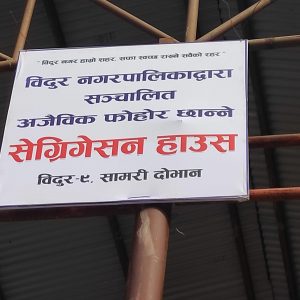 " विदुर नगर हाम्रो शहर, सफा स्वच्छ राख्ने सबैको रहर "
विदुर नगरपालिकाद्वारा
सञ्चालित
अजैविक फोहोर छान्ने
सेग्रिगेसन हाउस
विदुर-९, सामरी दोभान